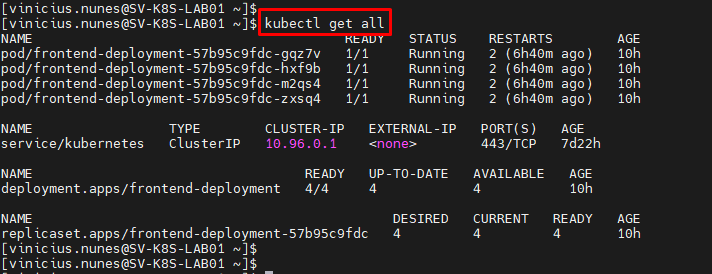 [vinicius.nunes@SV-K8S-LAB01 ~]$
[vinicius.nunes@SV-K8S-LAB01 ~]$ kubectl get all
NAME READY STATUS RESTARTS AGE
pod/frontend-deployment-57b95c9fdc-gqz7v 1/1 Running 2 (6h40m ago) 10h
pod/frontend-deployment-57b95c9fdc-hxf9b 1/1 Running 2 (6h40m ago) 10h
pod/frontend-deployment-57b95c9fdc-m2qs4 1/1 Running 2 (6h40m ago) 10h
pod/frontend-deployment-57b95c9fdc-zxsq4 1/1 Running 2 (6h40m ago) 10h
NAME TYPE CLUSTER-IP EXTERNAL-IP PORT(S) AGE
service/kubernetes ClusterIP 10.96.0.1 <none> 443/TCP 7d22h
NAME READY UP-TO-DATE AVAILABLE AGE
deployment.apps/frontend-deployment 4/4 4 4 10h
NAME DESIRED CURRENT READY AGE
replicaset.apps/frontend-deployment-57b95c9fdc 4 4 4 10h
[vinicius.nunes@SV-K8S-LAB01 ~]$
[vinicius.nunes@SV-K8S-LAB01 ~]$
[vinicius.nunes@SV-K8S-LAB01 ~]$